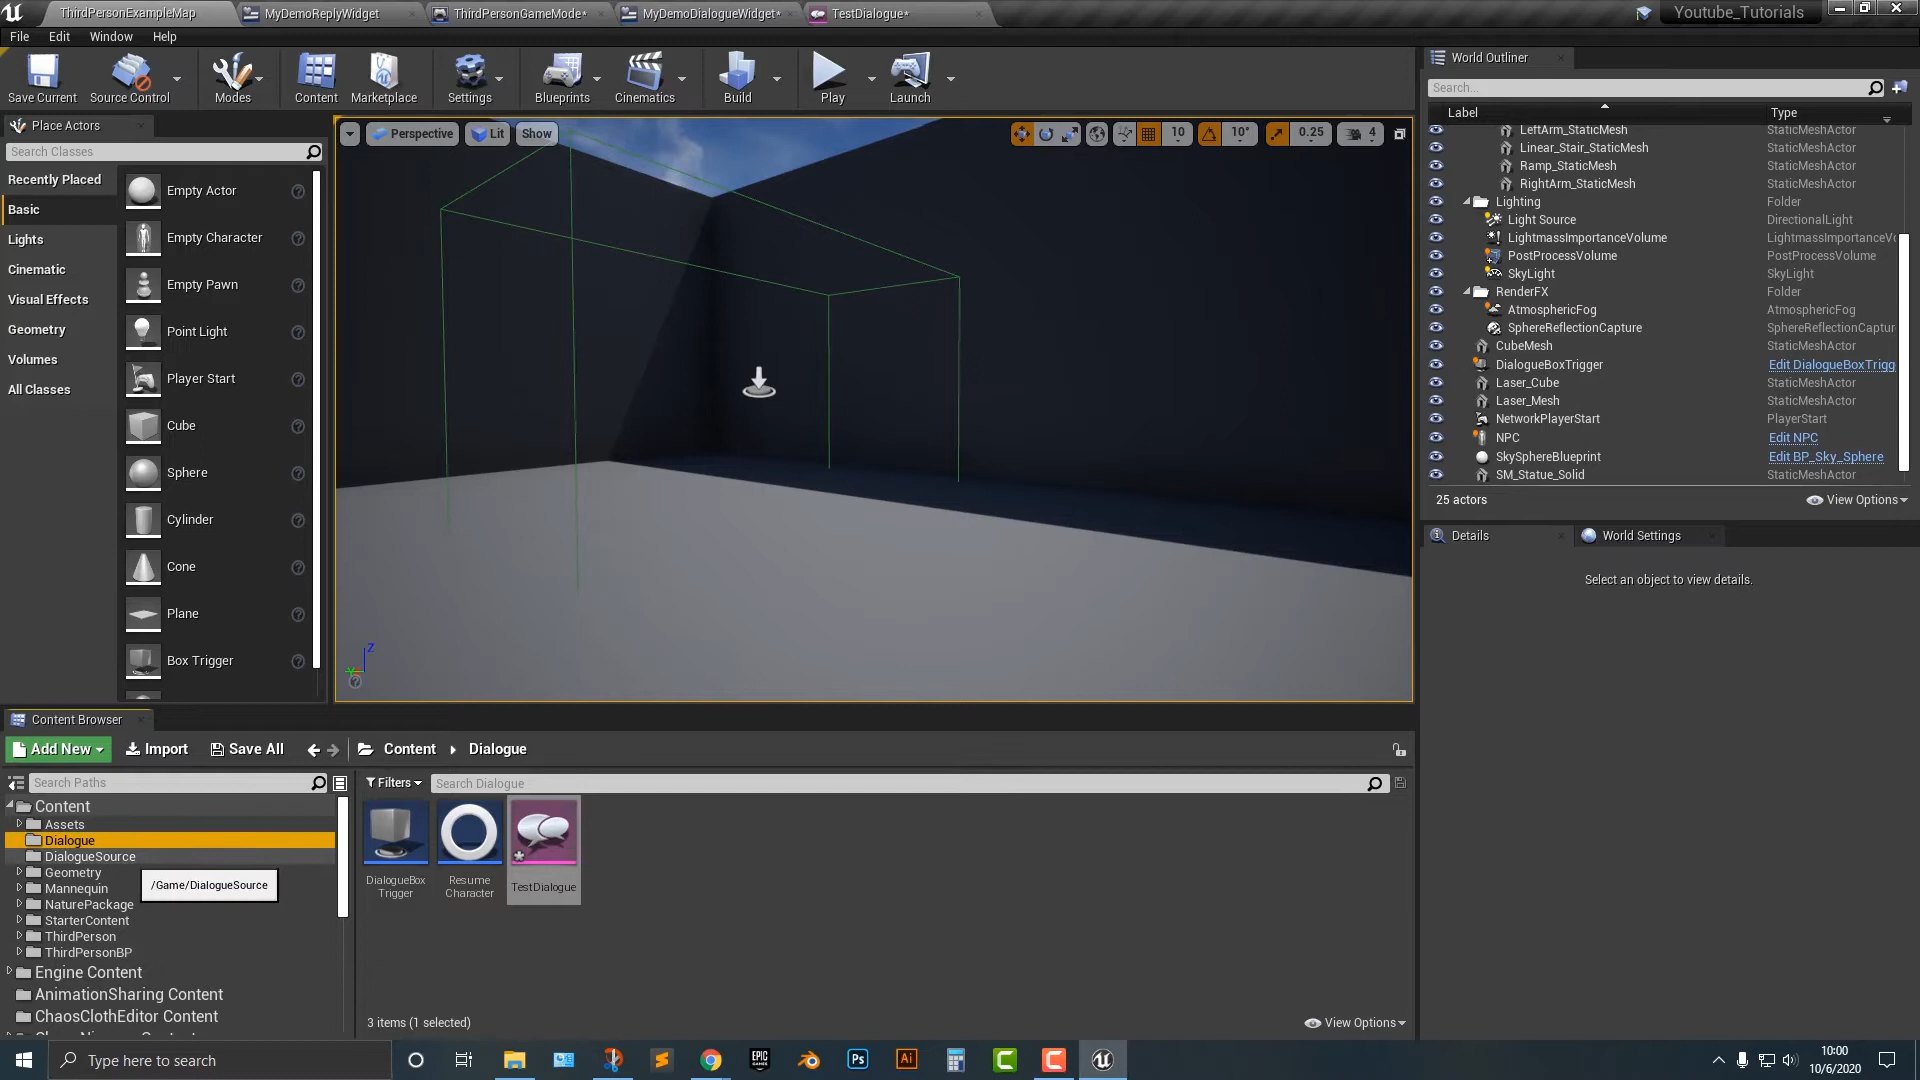 ThirdPersonExampleMap
MyDemoReplyWidget
ThirdPersonGameMode*
MyDemoDialogueWidget*
TestDialogue*
Youtube_Tutorials
File Edit Window Help
Save Current
Source Control
Modes
Content
Marketplace
Settings
Blueprints
Cinematics
Build
Play
Launch
Place Actors
Search Classes
Recently Placed
Basic
Lights
Cinematic
Visual Effects
Geometry
Volumes
All Classes
Empty Actor
Empty Character
Empty Pawn
Point Light
Player Start
Cube
Sphere
Cylinder
Cone
Plane
Box Trigger
Perspective Lit Show
10 10° 0.25 4
Z
World Outliner
Search...
Label Type
LeftArm_StaticMesh StaticMeshActor
Linear_Stair_StaticMesh StaticMeshActor
Ramp_StaticMesh StaticMeshActor
RightArm_StaticMesh StaticMeshActor
Lighting Folder
Light Source DirectionalLight
LightmassImportanceVolume LightmassImportanceVo
PostProcessVolume PostProcessVolume
SkyLight SkyLight
RenderFX Folder
AtmosphericFog AtmosphericFog
SphereReflectionCapture SphereReflectionCaptur
CubeMesh StaticMeshActor
DialogueBoxTrigger Edit DialogueBoxTrigg
Laser_Cube StaticMeshActor
Laser_Mesh StaticMeshActor
NetworkPlayerStart PlayerStart
NPC Edit NPC
SkySphereBlueprint Edit BP_Sky_Sphere
SM_Statue_Solid StaticMeshActor
25 actors View Options
Details World Settings
Select an object to view details.
Content Browser
Add New Import Save All Content Dialogue
Search Paths
Filters Search Dialogue
Content
Assets
Dialogue
DialogueSource
Geometry
Mannequin
NaturePackage
StarterContent
ThirdPerson
ThirdPersonBP
Engine Content
AnimationSharing Content
ChaosClothEditor Content
/Game/DialogueSource
DialogueBox
Trigger
Resume
Character
TestDialogue
3 items (1 selected) View Options
Type here to search
EPIC
GAMES
Ps
Ai
10:00
10/6/2020